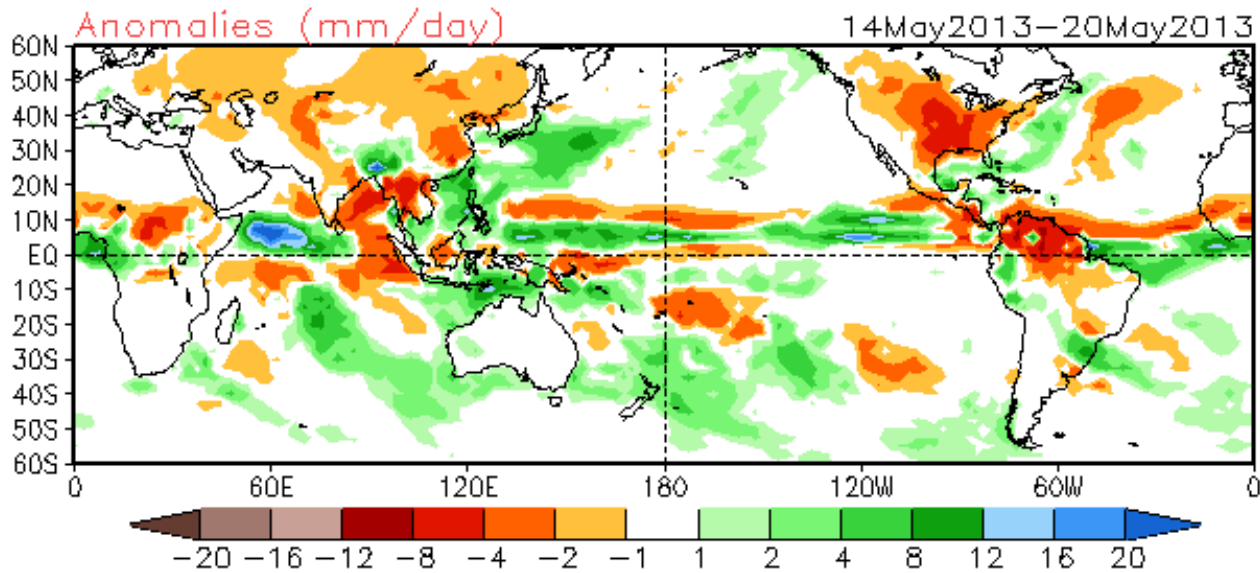 Anomalies (mm/day) 14May2013−20May2013
60N
50N
40N
30N
20N
10N
EQ
10S
20S
30S
40S
50S
60S
0 60E 120E 180 120W 60W 0
−20 −16 −12 −8 −4 −2 −1 1 2 4 8 12 16 20